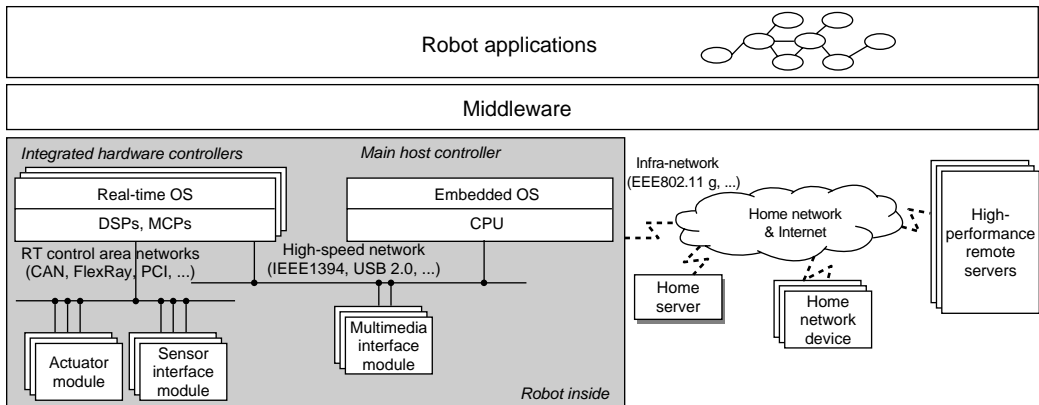 Robot applications
Middleware
Integrated hardware controllers
Real-time OS
DSPs, MCPs
Main host controller
Embedded OS
CPU
RT control area networks
(CAN, FlexRay, PCI, ...)
High-speed network
(IEEE1394, USB 2.0, ...)
Actuator
module
Sensor
interface
module
Multimedia
interface
module
Robot inside
Infra-network
(EEE802.11 g, ...)
Home network
& Internet
Home
server
Home
network
device
High-
performance
remote
servers